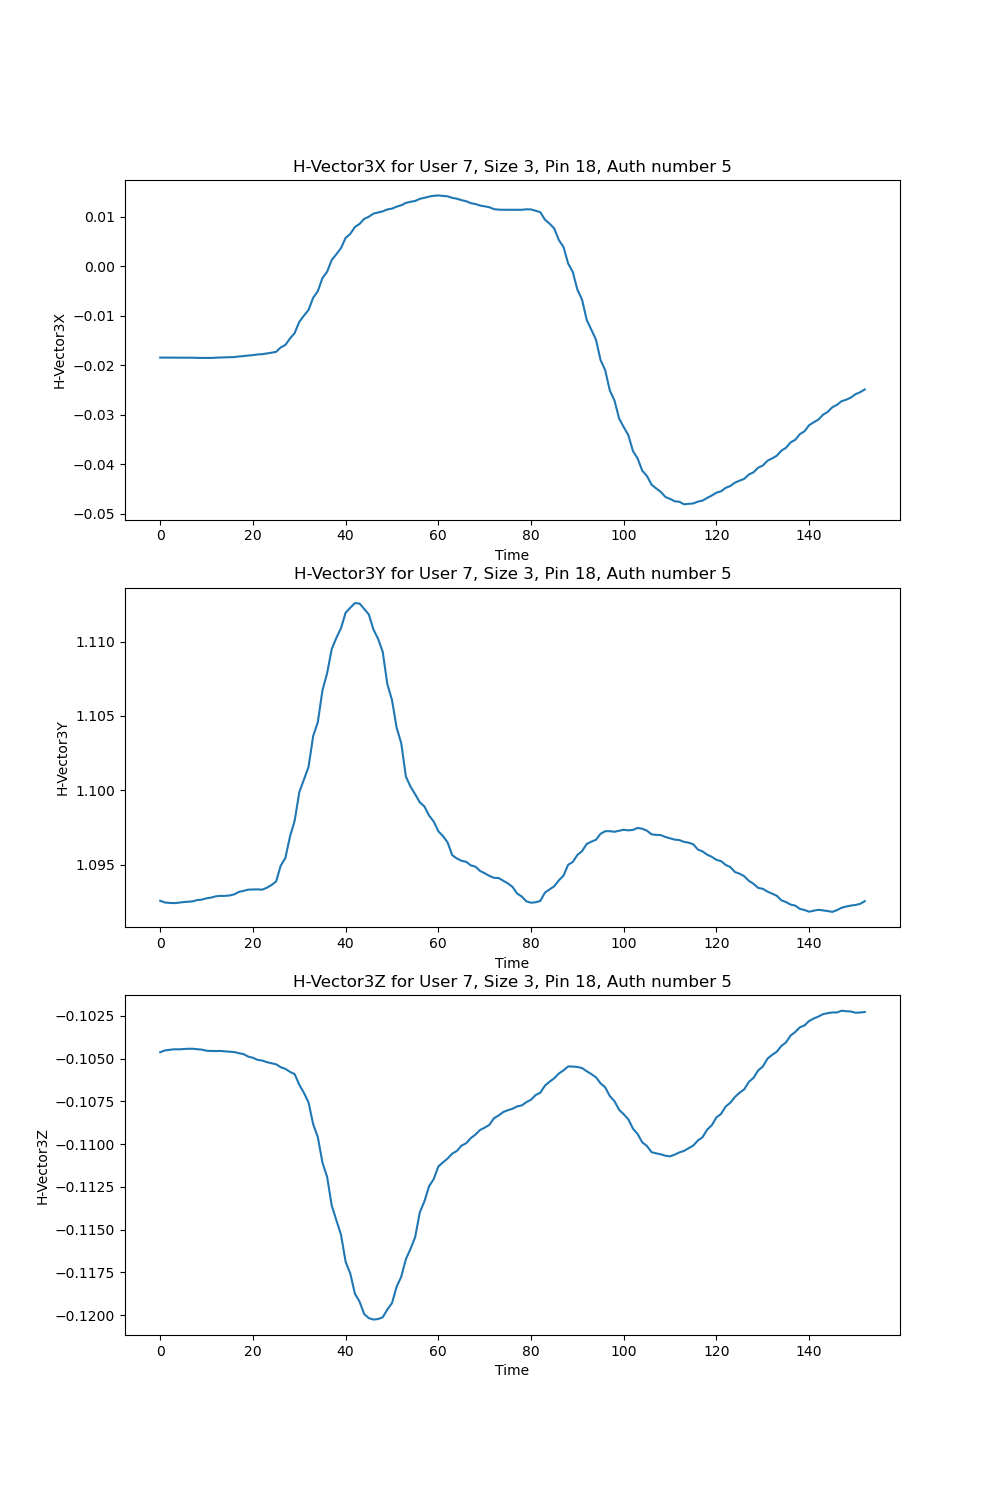 H-Vector3X for User 7, Size 3, Pin 18, Auth number 5
H-Vector3X
0.01
0.00
−0.01
−0.02
−0.03
−0.04
−0.05
0 20 40 60 80 100 120 140
Time
H-Vector3Y for User 7, Size 3, Pin 18, Auth number 5
H-Vector3Y
1.110
1.105
1.100
1.095
0 20 40 60 80 100 120 140
Time
H-Vector3Z for User 7, Size 3, Pin 18, Auth number 5
H-Vector3Z
−0.1025
−0.1050
−0.1075
−0.1100
−0.1125
−0.1150
−0.1175
−0.1200
0 20 40 60 80 100 120 140
Time